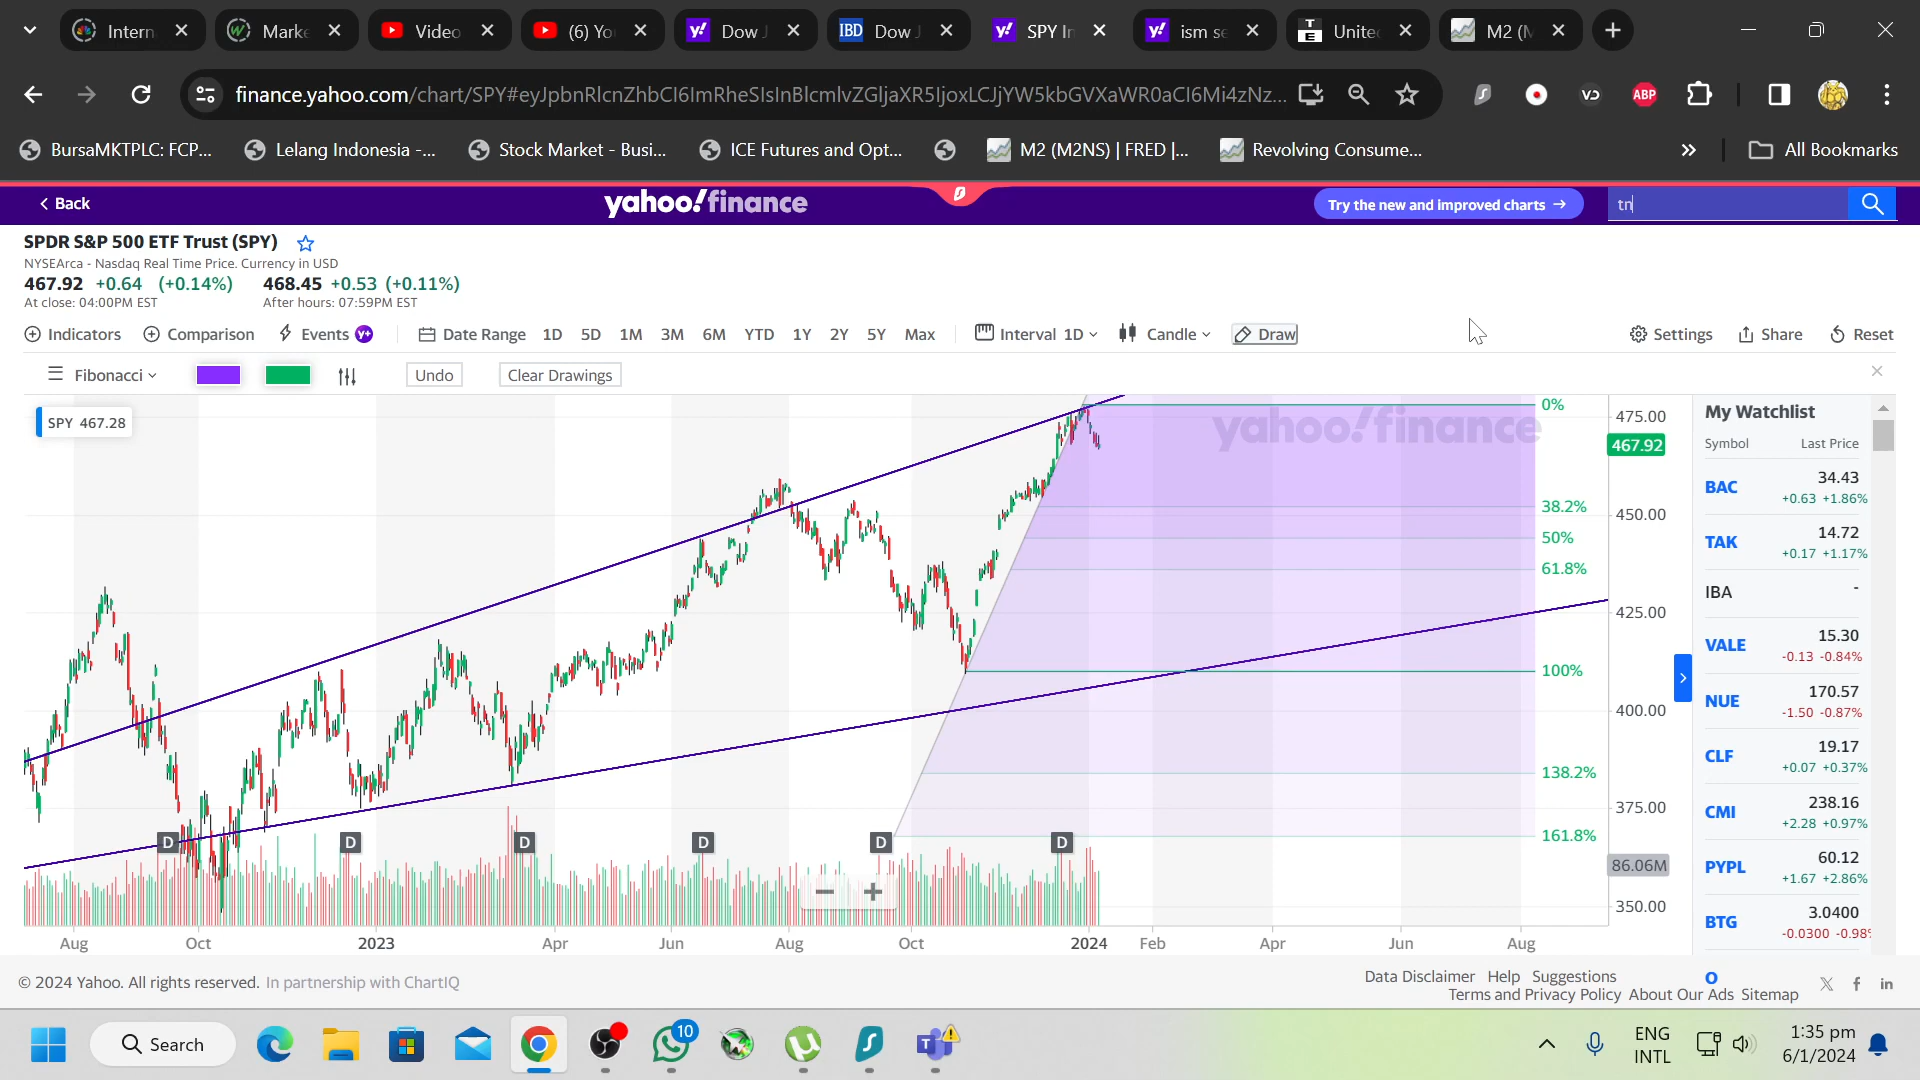 Intern
Marke
Video
(6) Yo
Dow J
IBD Dow J
SPY In
ism se
T E Unite
M2 (M
finance.yahoo.com/chart/SPY#eyJpbnRlcnZhbCI6ImRheSIsInBlcmlvZGljaXR5IjoxLCJjYW5kbGVXaWR0aCI6Mi4zNz...
VD
ABP
BursaMKTPLC: FCP...
Lelang Indonesia -...
Stock Market - Busi...
ICE Futures and Opt...
M2 (M2NS) | FRED |...
Revolving Consume...
»
All Bookmarks
< Back
yahoo!finance
Try the new and improved charts →
tn
SPDR S&P 500 ETF Trust (SPY)
NYSEArca - Nasdaq Real Time Price. Currency in USD
467.92 +0.64 (+0.14%)
468.45 +0.53 (+0.11%)
At close: 04:00PM EST
After hours: 07:59PM EST
Indicators
Comparison
Events
y+
Date Range
1D
5D
1M
3M
6M
YTD
1Y
2Y
5Y
Max
Interval 1D
Candle
Draw
Settings
Share
Reset
Fibonacci
Undo
Clear Drawings
SPY 467.28
yahoo!finance
0%
38.2%
50%
61.8%
100%
138.2%
161.8%
475.00
467.92
450.00
425.00
400.00
375.00
86.06M
350.00
D
D
D
D
D
D
Aug
Oct
2023
Apr
Jun
Aug
Oct
2024
Feb
Apr
Jun
Aug
My Watchlist
Symbol Last Price
BAC 34.43
+0.63 +1.86%
TAK 14.72
+0.17 +1.17%
IBA -
VALE 15.30
-0.13 -0.84%
NUE 170.57
-1.50 -0.87%
CLF 19.17
+0.07 +0.37%
CMI 238.16
+2.28 +0.97%
PYPL 60.12
+1.67 +2.86%
BTG 3.0400
-0.0300 -0.98%
O
© 2024 Yahoo. All rights reserved. In partnership with ChartIQ
Data Disclaimer Help Suggestions
Terms and Privacy Policy About Our Ads Sitemap
Search
10
T
ENG
INTL
1:35 pm
6/1/2024